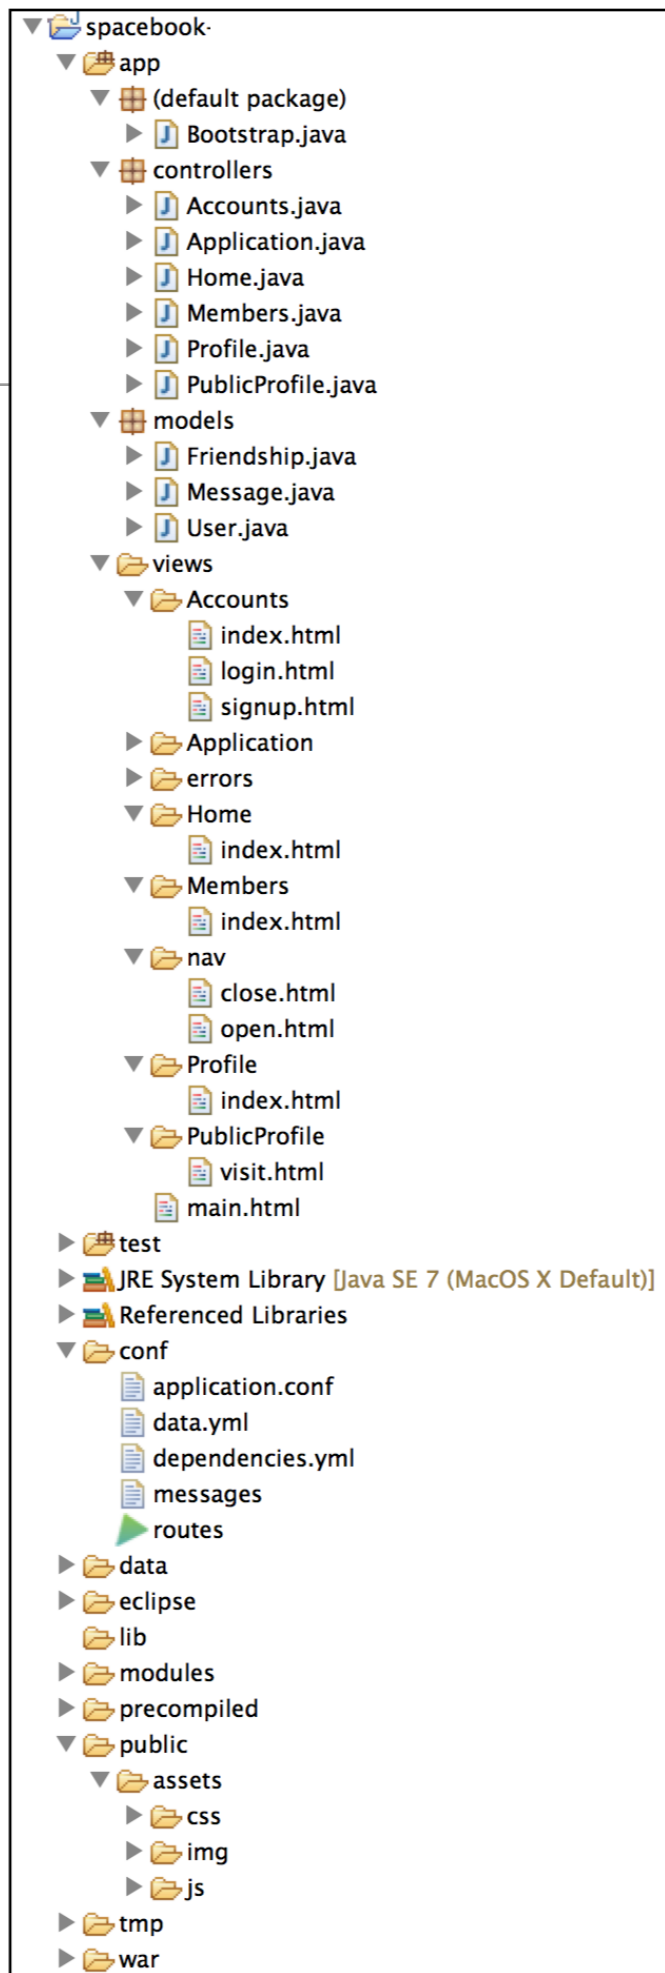 spacebook-
app
(default package)
Bootstrap.java
controllers
Accounts.java
Application.java
Home.java
Members.java
Profile.java
PublicProfile.java
models
Friendship.java
Message.java
User.java
views
Accounts
index.html
login.html
signup.html
Application
errors
Home
index.html
Members
index.html
nav
close.html
open.html
Profile
index.html
PublicProfile
visit.html
main.html
test
JRE System Library [Java SE 7 (MacOS X Default)]
Referenced Libraries
conf
application.conf
data.yml
dependencies.yml
messages
routes
data
eclipse
lib
modules
precompiled
public
assets
css
img
js
tmp
war